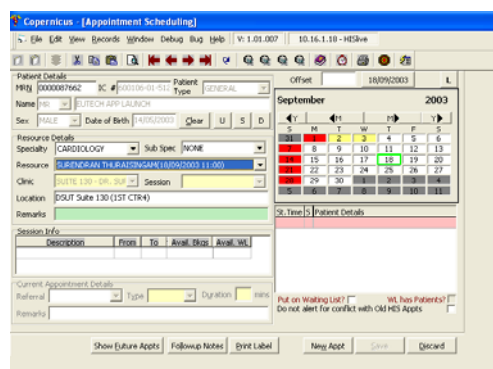 Copernicus - [Appointment Scheduling]
File Edit View Records Window Debug Bug Help V: 1.01.007 10.16.1.18 - HISlive
Patient Details
MRN 0000087662 IC # 600106-01-512 Patient Type GENERAL
Name MR EUTECH APP LAUNCH
Sex MALE Date of Birth 14/05/2000 Clear U S D
Resource Details
Specialty CARDIOLOGY Sub Spec NONE
Resource SURENDRAN THURAISINGAM(18/09/2003 11:00)
Clinic SUITE 130 - DR. SUF Session
Location DSUT Suite 130 (1ST CTR4)
Remarks
Session Info
Description From To Avail. Bkgs Avail. WL
Current Appointment Details
Referral Type Duration mins
Remarks
Offset 18/09/2003 L
September 2003
Y M M Y
S M T W T F S
31 1 2 3 4 5 6
7 8 9 10 11 12 13
14 15 16 17 18 19 20
21 22 23 24 25 26 27
28 29 30 1 2 3 4
5 6 7 8 9 10 11
St.Time S Patient Details
Put on Waiting List? WL has Patients?
Do not alert for conflict with Old HIS Appts
Show Future Appts Followup Notes Print Label New Appt Save Discard